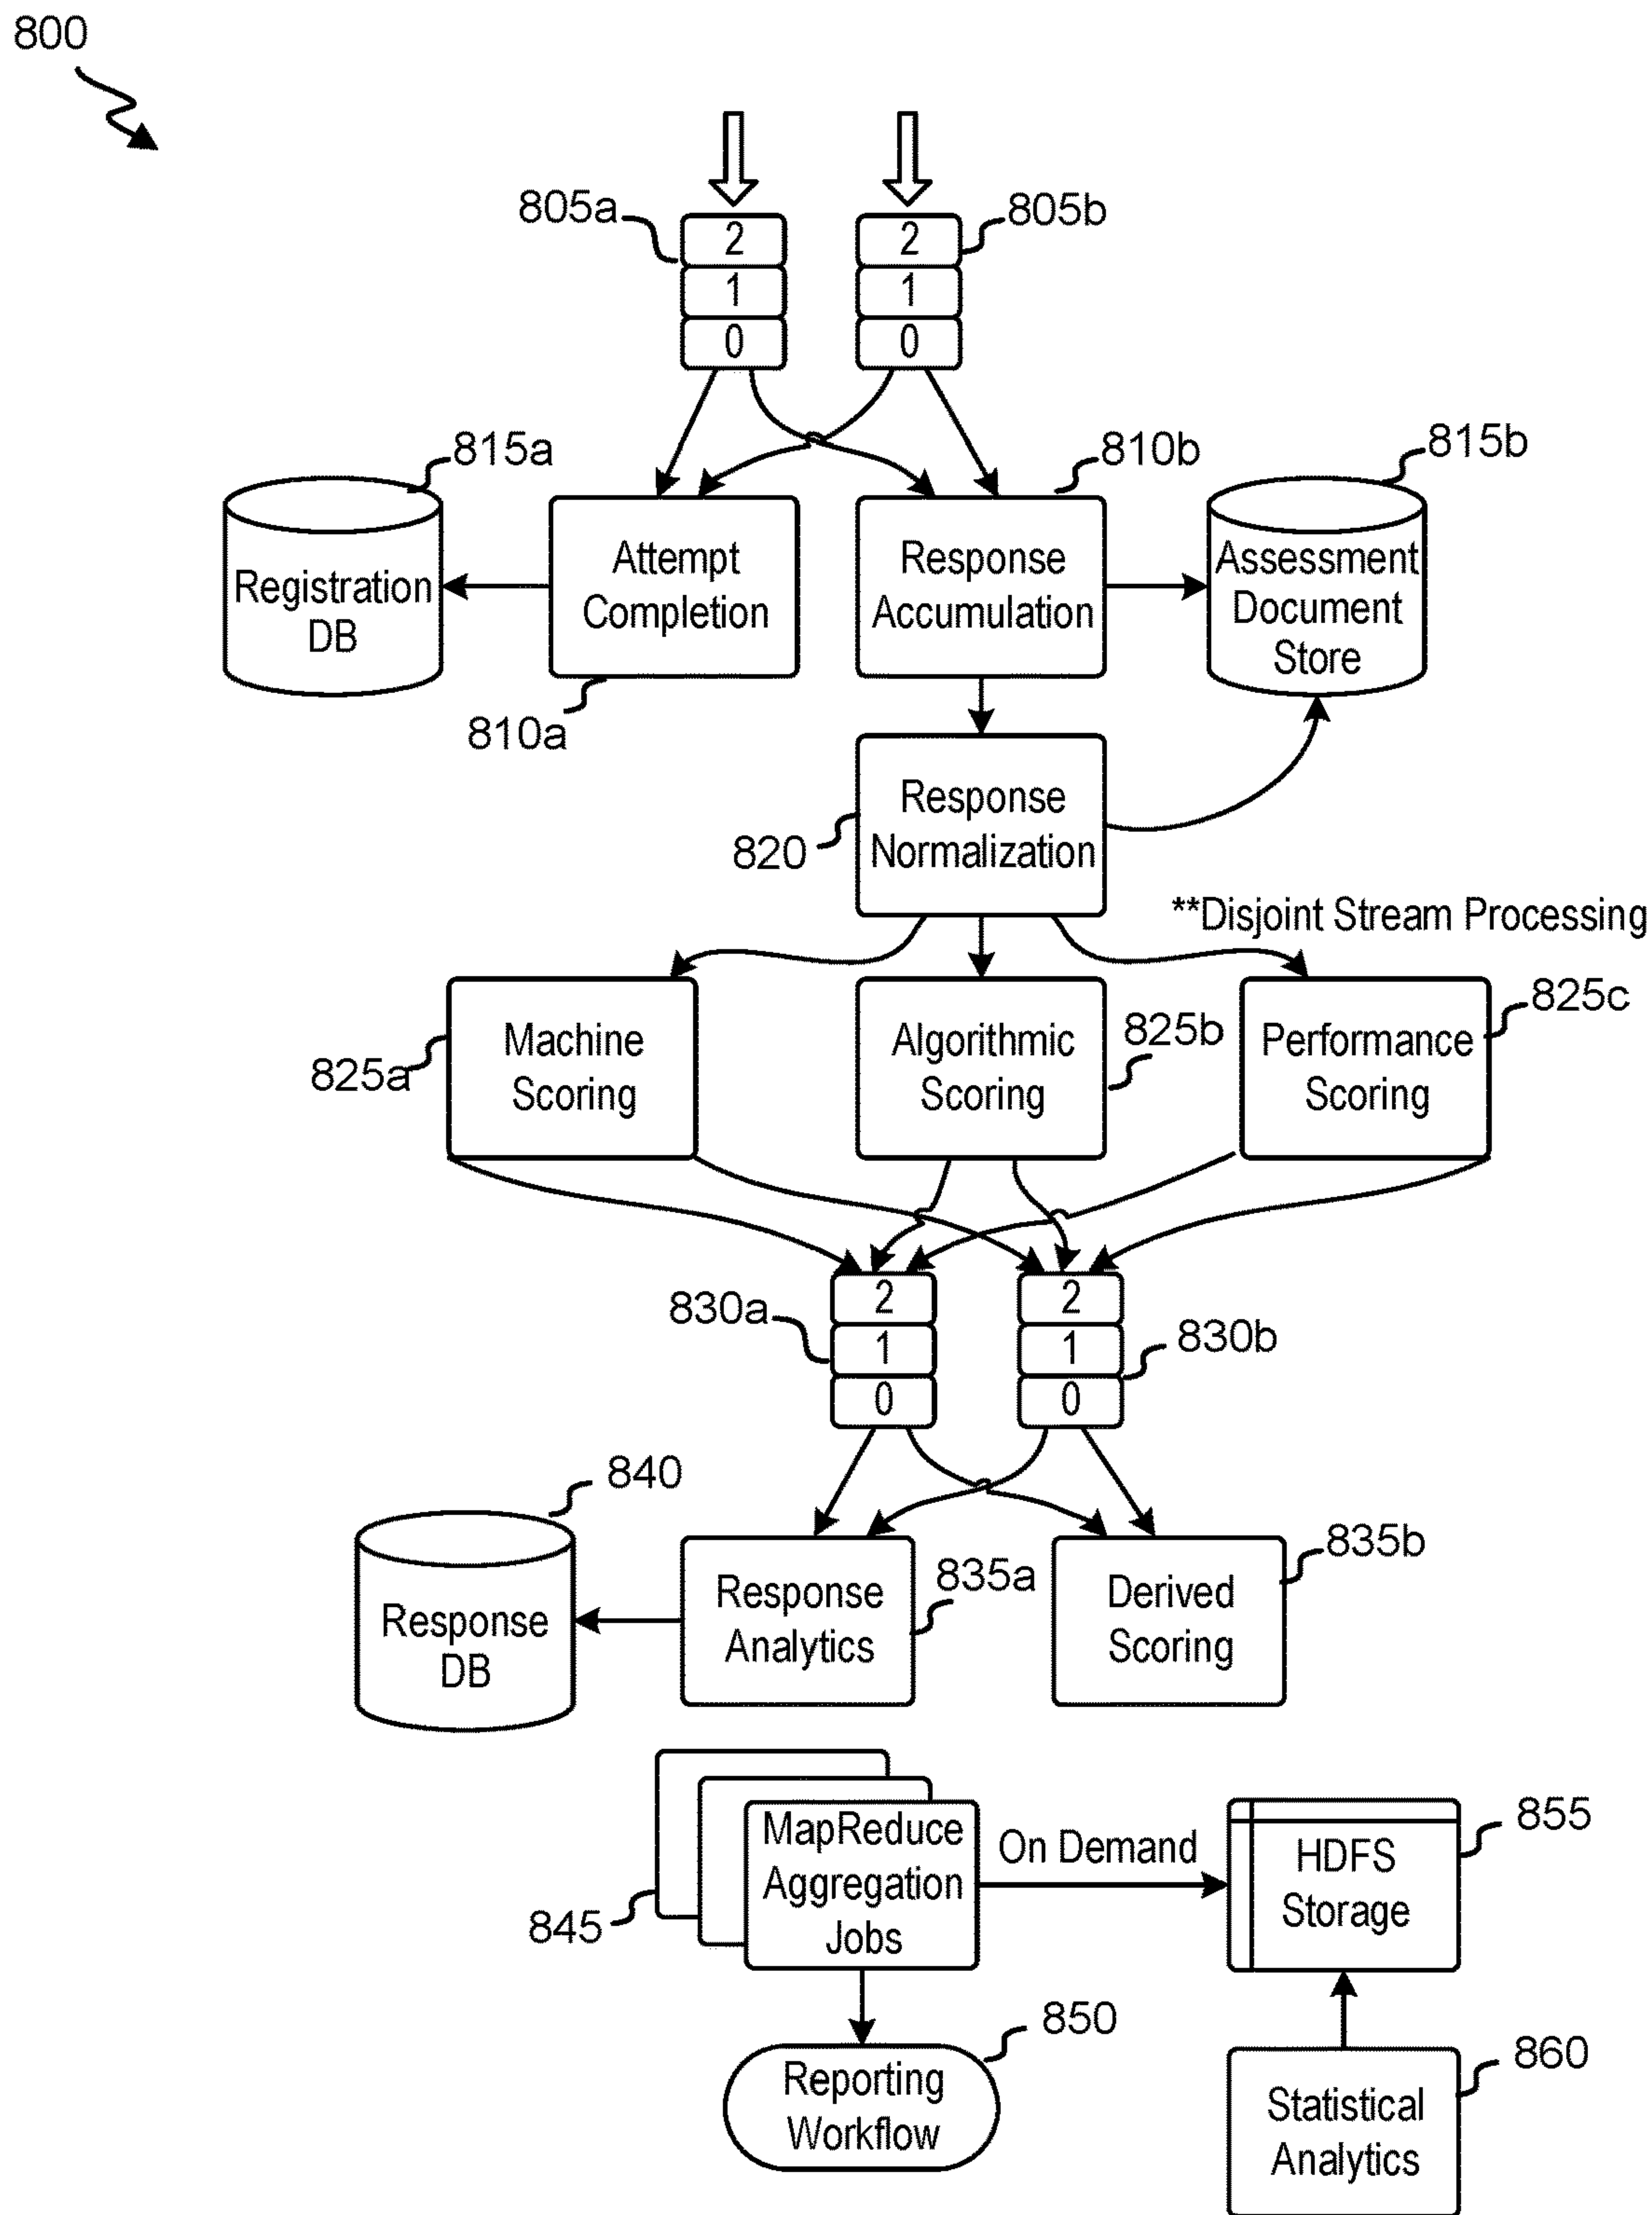 800
805a
805b
2
2
1
1
0
0
815a
810b
815b
Registration
DB
Attempt
Completion
Response
Accumulation
Assessment
Document
Store
810a
820
Response
Normalization
**Disjoint Stream Processing
825a
Machine
Scoring
Algorithmic
Scoring
825b
Performance
Scoring
825c
830a
2
1
0
2
1
0
830b
840
Response
DB
Response
Analytics
835a
Derived
Scoring
835b
845
MapReduce
Aggregation
Jobs
On Demand
HDFS
Storage
855
850
Reporting
Workflow
860
Statistical
Analytics